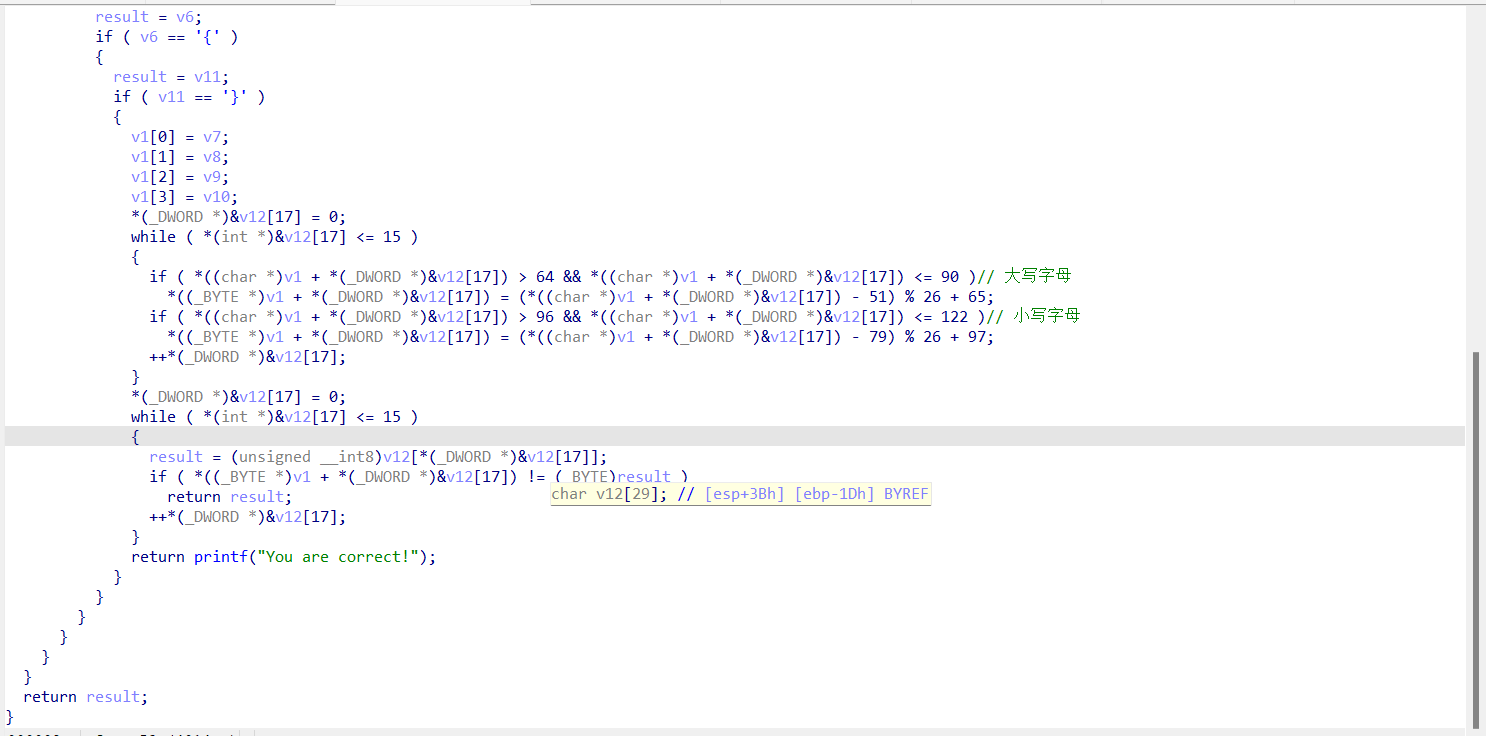 result = v6;
if ( v6 == '{' )
{
result = v11;
if ( v11 == '}' )
{
v1[0] = v7;
v1[1] = v8;
v1[2] = v9;
v1[3] = v10;
*(_DWORD *)&v12[17] = 0;
while ( *(int *)&v12[17] <= 15 )
{
if ( *((char *)v1 + *(_DWORD *)&v12[17]) > 64 && *((char *)v1 + *(_DWORD *)&v12[17]) <= 90 )// 大写字母
*((_BYTE *)v1 + *(_DWORD *)&v12[17]) = (*((char *)v1 + *(_DWORD *)&v12[17]) - 51) % 26 + 65;
if ( *((char *)v1 + *(_DWORD *)&v12[17]) > 96 && *((char *)v1 + *(_DWORD *)&v12[17]) <= 122 )// 小写字母
*((_BYTE *)v1 + *(_DWORD *)&v12[17]) = (*((char *)v1 + *(_DWORD *)&v12[17]) - 79) % 26 + 97;
++*(_DWORD *)&v12[17];
}
*(_DWORD *)&v12[17] = 0;
while ( *(int *)&v12[17] <= 15 )
{
result = (unsigned __int8)v12[*(_DWORD *)&v12[17]];
if ( *((_BYTE *)v1 + *(_DWORD *)&v12[17]) != (_BYTE)result )
return result;
char v12[29]; // [esp+3Bh] [ebp-1Dh] BYREF
++*(_DWORD *)&v12[17];
}
return printf("You are correct!");
}
}
}
}
}
}
return result;
}